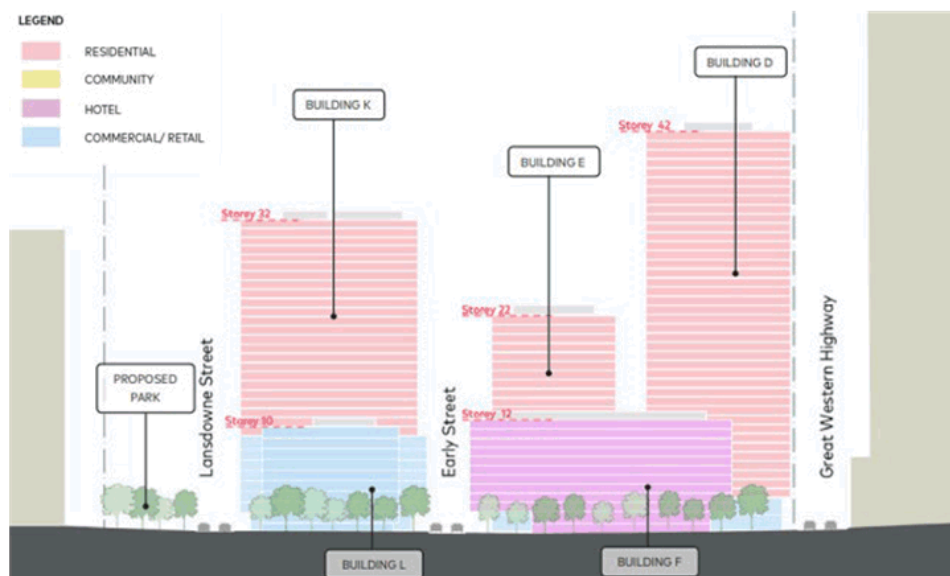 LEGEND
RESIDENTIAL
COMMUNITY
HOTEL
COMMERCIAL/ RETAIL
BUILDING D
BUILDING K
Storey 42
BUILDING E
Storey 32
Storey 22
PROPOSED
PARK
Lansdowne Street
Storey 10
Early Street
Storey 12
Great Western Highway
BUILDING L
BUILDING F